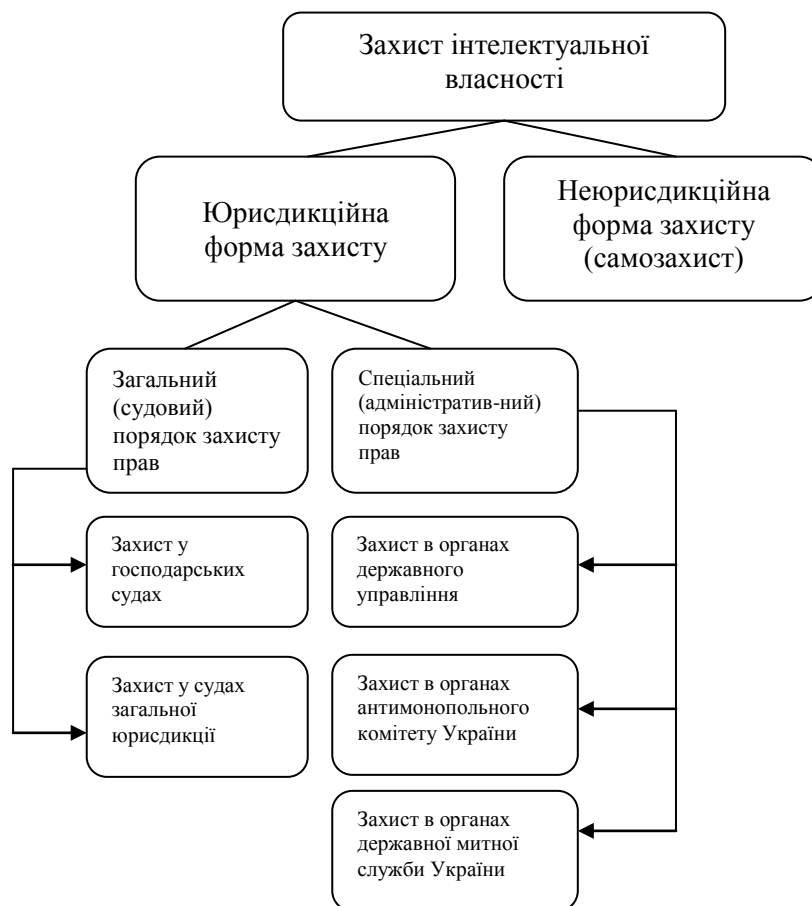 Захист інтелектуальної
власності
Юрисдикційна
форма захисту
Неюрисдикційна
форма захисту
(самозахист)
Загальний
(судовий)
порядок захисту
прав
Спеціальний
(адміністратив-ний)
порядок захисту
прав
Захист у
господарських
судах
Захист в органах
державного
управління
Захист у судах
загальної
юрисдикції
Захист в органах
антимонопольного
комітету України
Захист в органах
державної митної
служби України